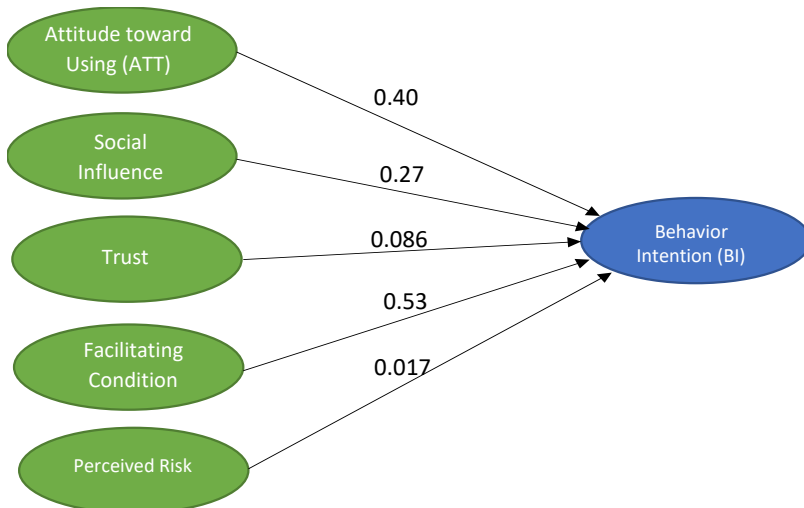 Attitude toward
Using (ATT)
0.40
Social
Influence
0.27
Trust
0.086
Behavior
Intention (BI)
0.53
Facilitating
Condition
0.017
Perceived Risk